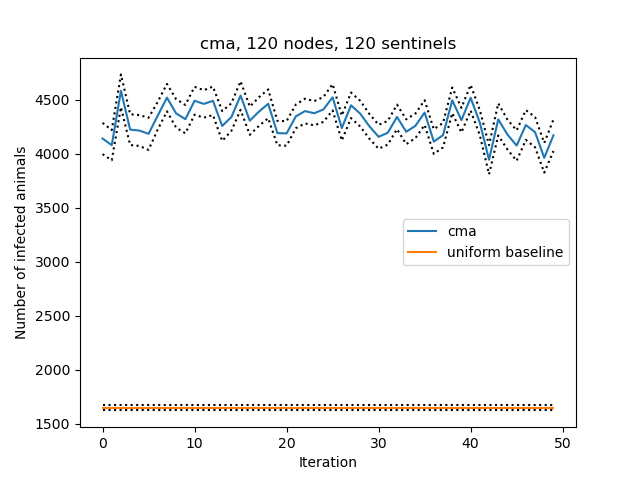 cma, 120 nodes, 120 sentinels
Number of infected animals
4500
4000
3500
3000
2500
2000
1500
cma
uniform baseline
0 10 20 30 40 50
Iteration